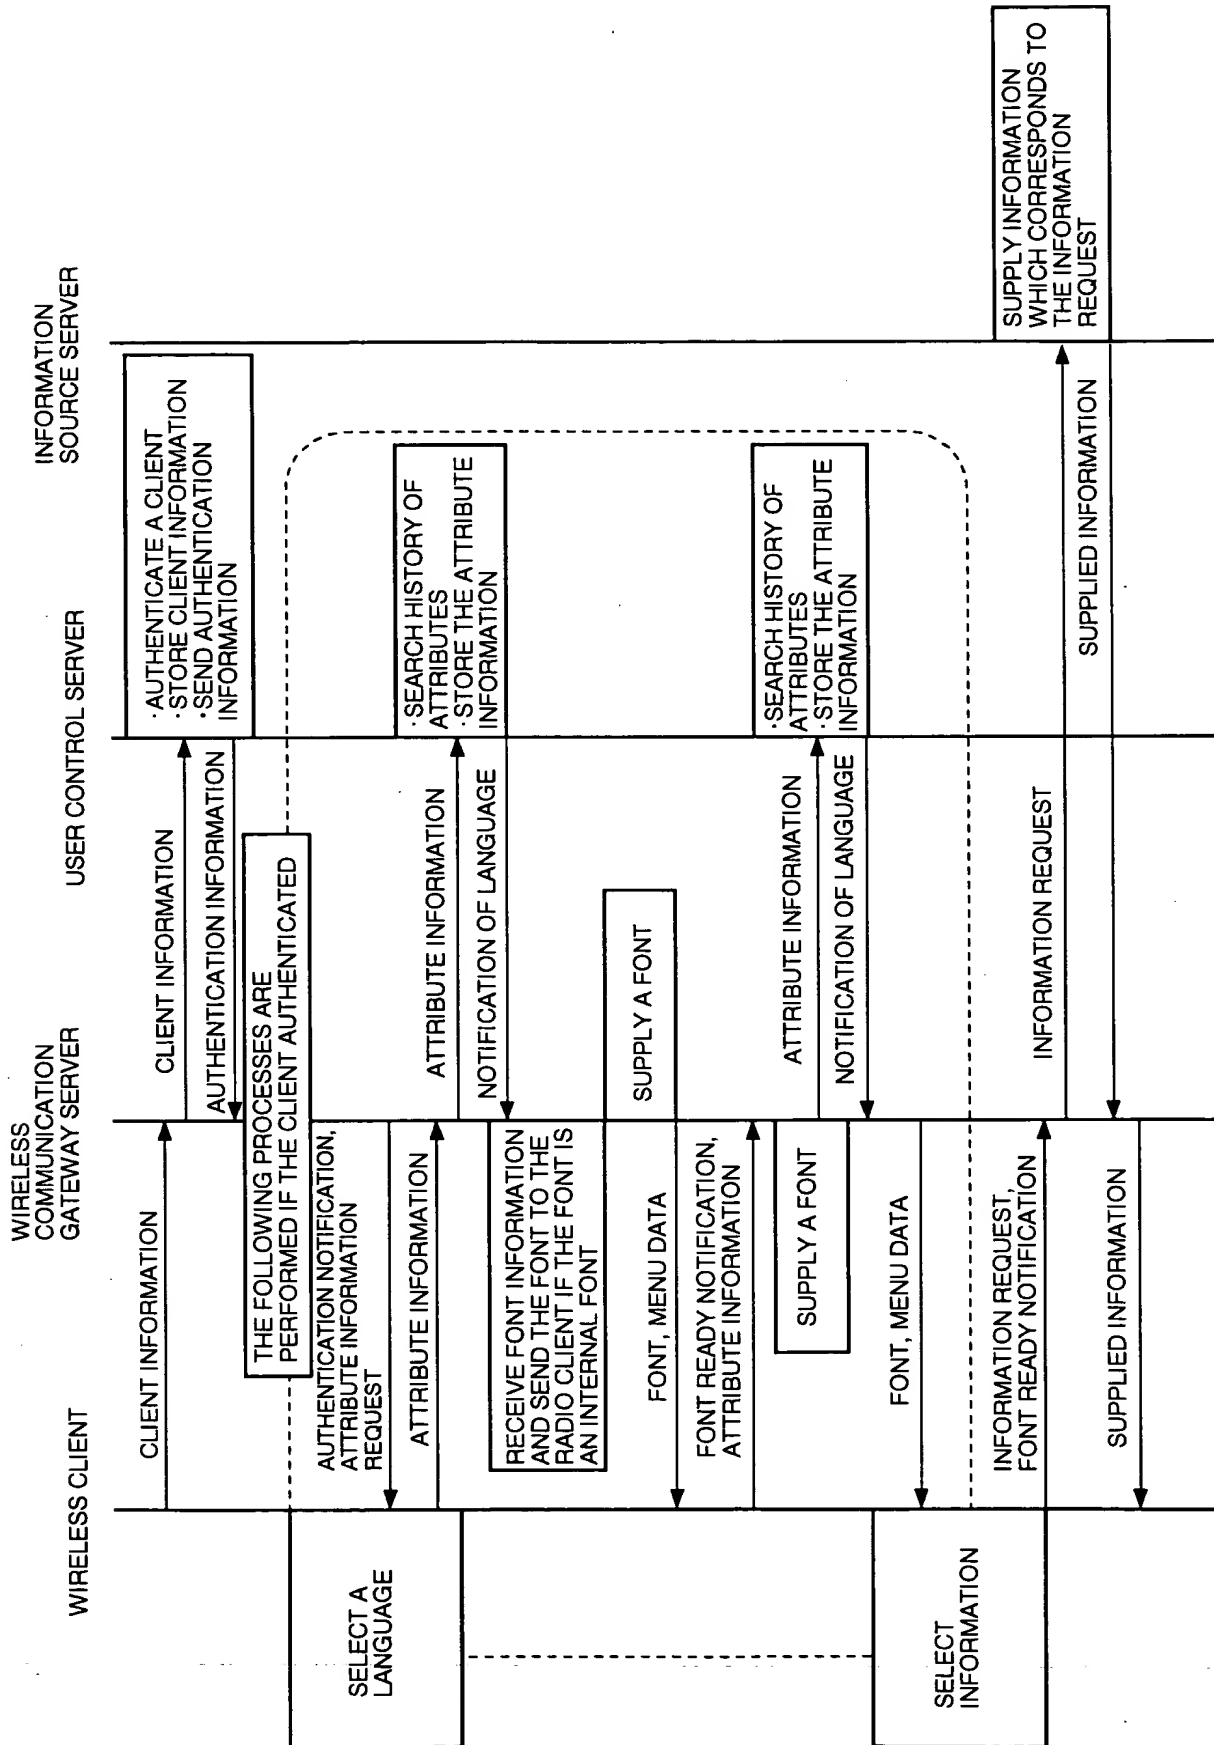 WIRELESS CLIENT
WIRELESS
COMMUNICATION
GATEWAY SERVER
USER CONTROL SERVER
INFORMATION
SOURCE SERVER
CLIENT INFORMATION
CLIENT INFORMATION
·AUTHENTICATE A CLIENT
·STORE CLIENT INFORMATION
·SEND AUTHENTICATION
INFORMATION
AUTHENTICATION INFORMATION
THE FOLLOWING PROCESSES ARE
PERFORMED IF THE CLIENT AUTHENTICATED
SELECT A
LANGUAGE
AUTHENTICATION NOTIFICATION,
ATTRIBUTE INFORMATION
REQUEST
ATTRIBUTE INFORMATION
ATTRIBUTE INFORMATION
·SEARCH HISTORY OF
ATTRIBUTES
·STORE THE ATTRIBUTE
INFORMATION
NOTIFICATION OF LANGUAGE
RECEIVE FONT INFORMATION
AND SEND THE FONT TO THE
RADIO CLIENT IF THE FONT IS
AN INTERNAL FONT
SUPPLY A FONT
FONT, MENU DATA
FONT READY NOTIFICATION,
ATTRIBUTE INFORMATION
ATTRIBUTE INFORMATION
·SEARCH HISTORY OF
ATTRIBUTES
·STORE THE ATTRIBUTE
INFORMATION
SUPPLY A FONT
NOTIFICATION OF LANGUAGE
FONT, MENU DATA
SELECT
INFORMATION
INFORMATION REQUEST,
FONT READY NOTIFICATION
INFORMATION REQUEST
SUPPLY INFORMATION
WHICH CORRESPONDS TO
THE INFORMATION
REQUEST
SUPPLIED INFORMATION
SUPPLIED INFORMATION